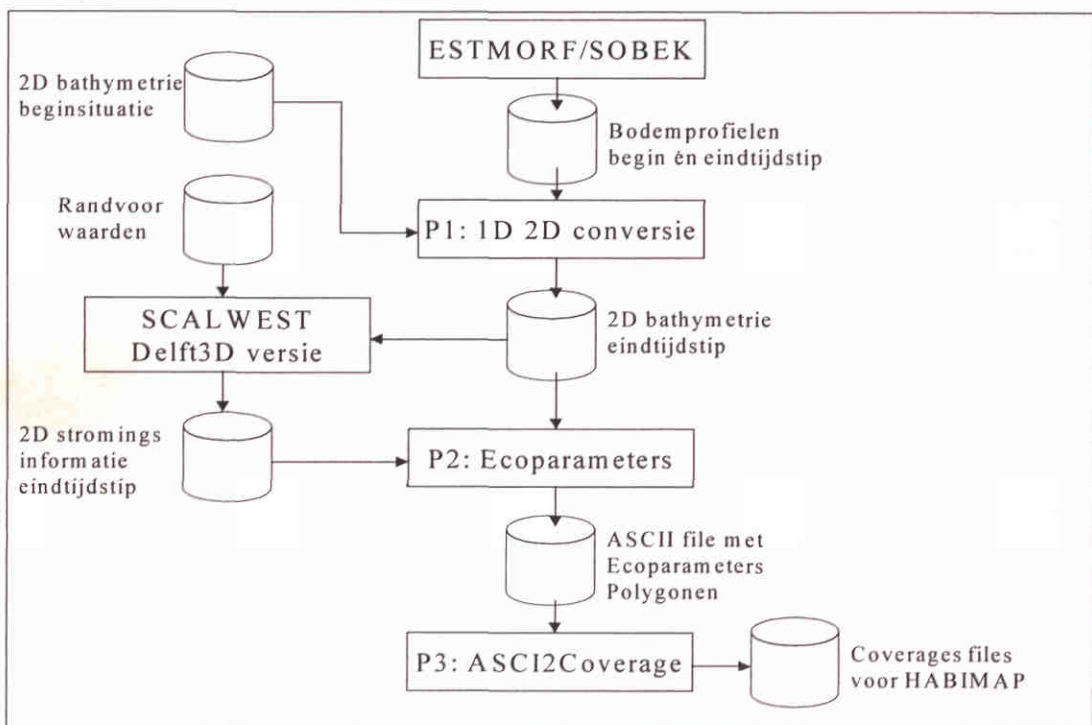 ESTMORF/SOBEK
2D bathymetrie
beginsituatie
Bodemprofielen
begin én eindtijdstip
Randvoor
waarden
P1: 1D 2D conversie
SCALWEST
Delft3D versie
2D bathymetrie
eindtijdstip
2D stromings
informatie
eindtijdstip
P2: Ecoparameters
ASCII file met
Ecoparameters
Polygonen
P3: ASCI2Coverage
Coverages files
voor HABIMAP